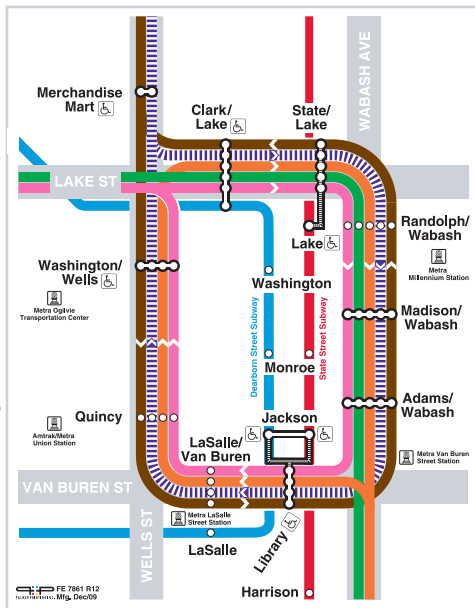 WABASH AVE
Merchandise
Mart
Clark/
Lake
State/
Lake
LAKE ST
Randolph/
Wabash
Lake
Metra
Millennium Station
Washington/
Wells
Washington
Metra Ogilvie
Transportation Center
Madison/
Wabash
Dearborn Street Subway
State Street Subway
Monroe
Adams/
Wabash
Quincy
Jackson
Amtrak/Metra
Union Station
LaSalle/
Van Buren
Metra Van Buren
Street Station
VAN BUREN ST
Metra LaSalle
Street Station
WELLS ST
LaSalle
Library
Harrison
FE 7861 R12
Mfg. Dec/09